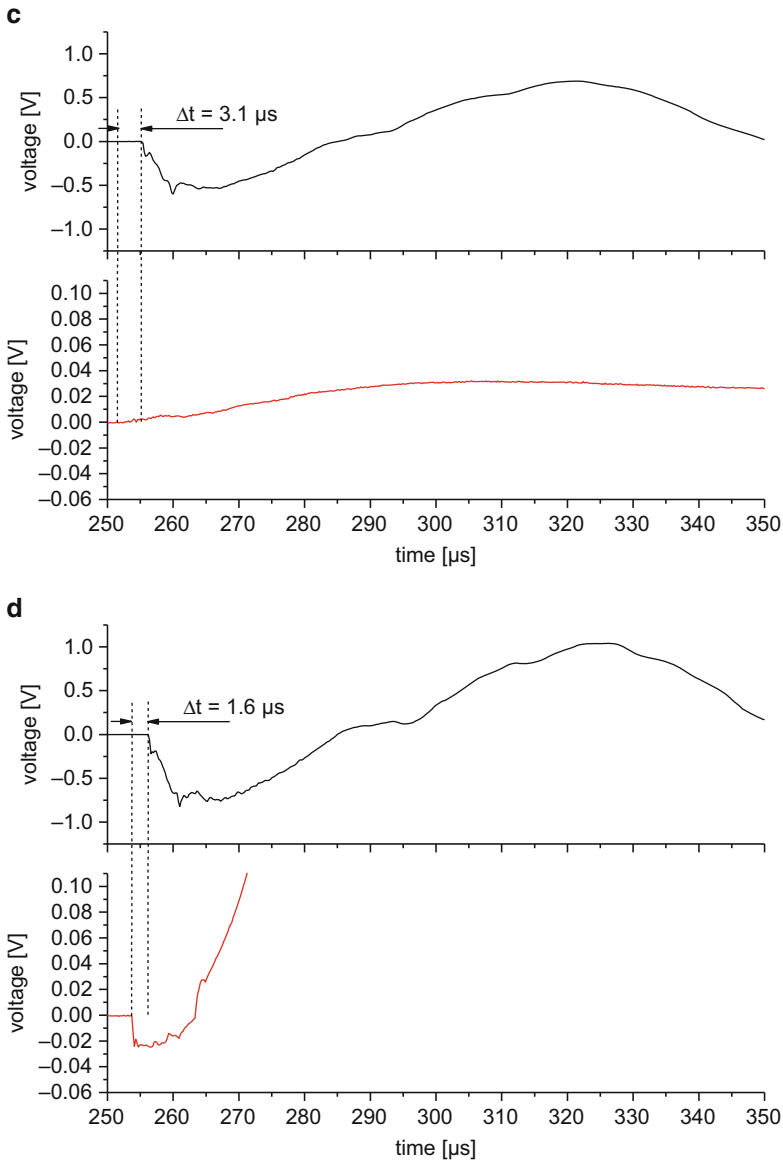 c
1.0
0.5
0.0
–0.5
–1.0
voltage [V]
Δt = 3.1 µs
0.10
0.08
0.06
0.04
0.02
0.00
–0.02
–0.04
–0.06
voltage [V]
250 260 270 280 290 300 310 320 330 340 350
time [µs]
d
1.0
0.5
0.0
–0.5
–1.0
voltage [V]
Δt = 1.6 µs
0.10
0.08
0.06
0.04
0.02
0.00
–0.02
–0.04
–0.06
voltage [V]
250 260 270 280 290 300 310 320 330 340 350
time [µs]